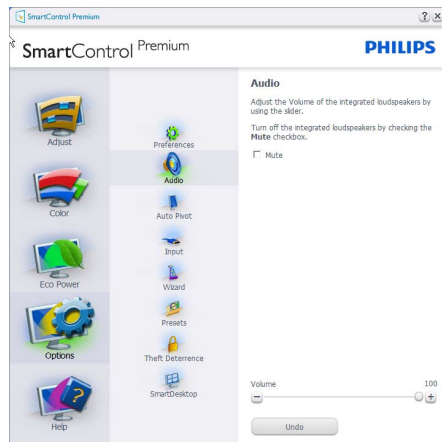 SmartControl Premium
SmartControl Premium
PHILIPS
Adjust
Color
Eco Power
Options
Help
Preferences
Audio
Auto Pivot
Input
Wizard
Presets
Theft Deterrence
SmartDesktop
Audio
Adjust the Volume of the integrated loudspeakers by
using the slider.
Turn off the integrated loudspeakers by checking the
Mute checkbox.
Mute
Volume 100
Undo